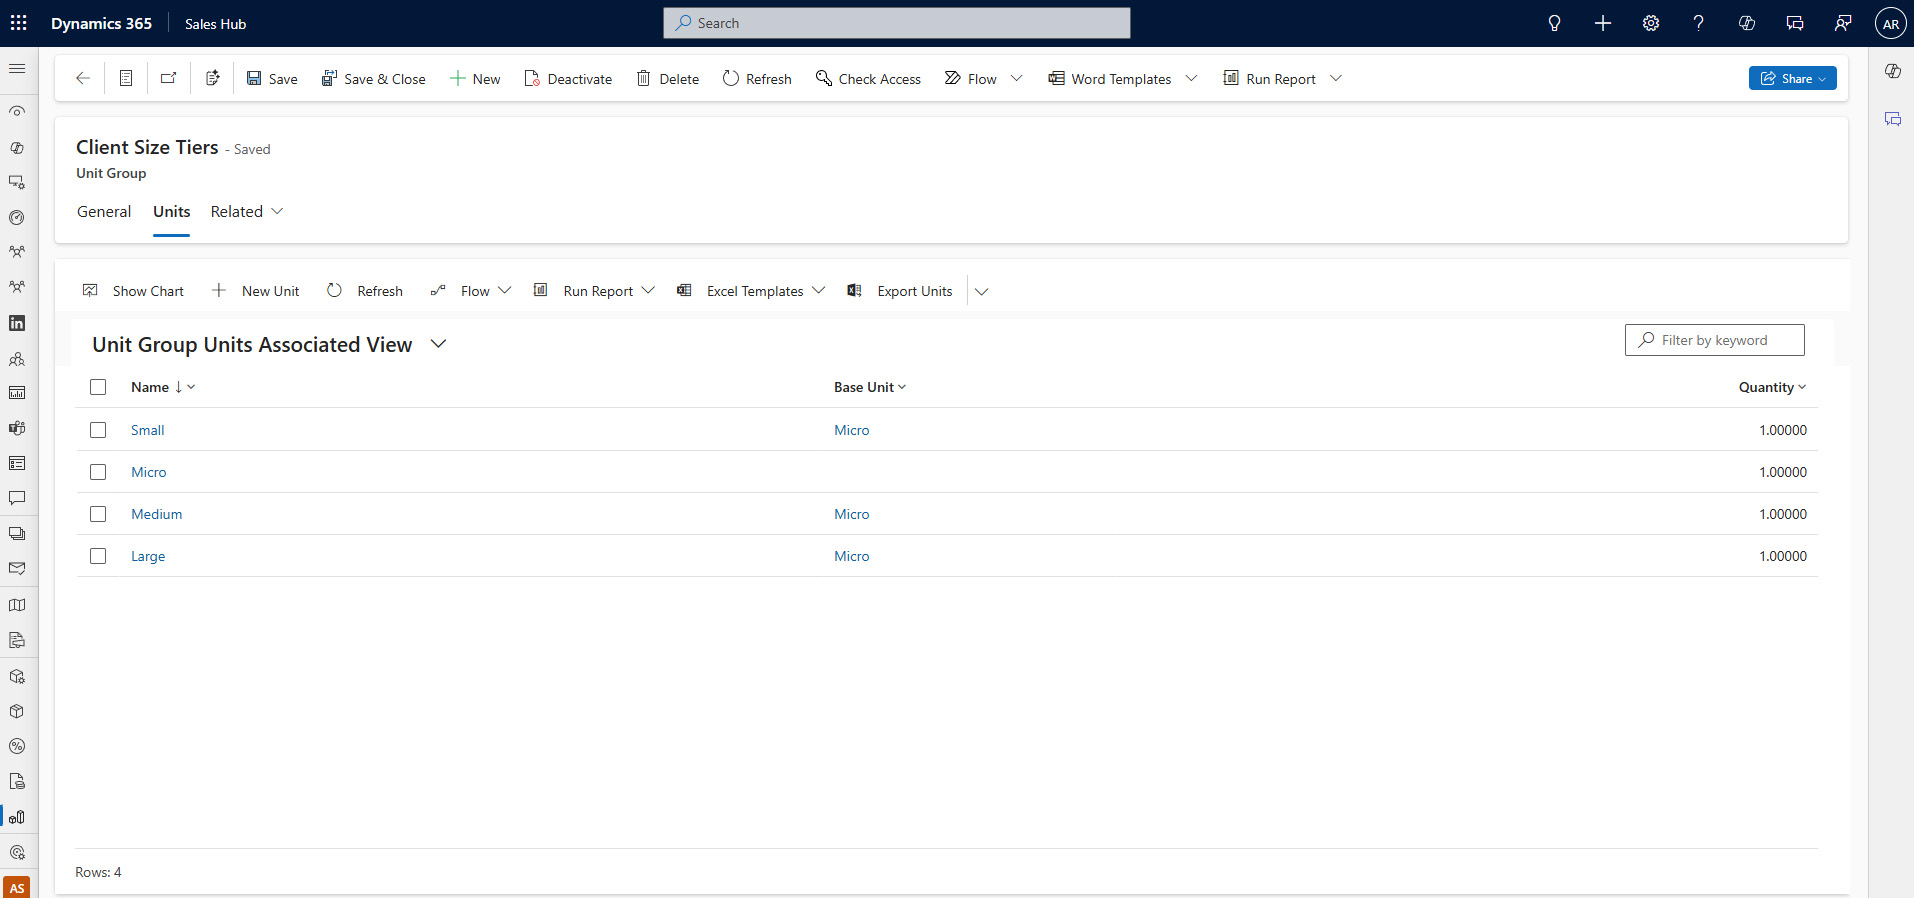 Dynamics 365 Sales Hub Search AR
Save Save & Close New Deactivate Delete Refresh Check Access Flow Word Templates Run Report Share
Client Size Tiers - Saved
Unit Group
General Units Related
Show Chart New Unit Refresh Flow Run Report Excel Templates Export Units
Unit Group Units Associated View Filter by keyword
Name Base Unit Quantity
Small Micro 1.00000
Micro 1.00000
Medium Micro 1.00000
Large Micro 1.00000
Rows: 4
AS